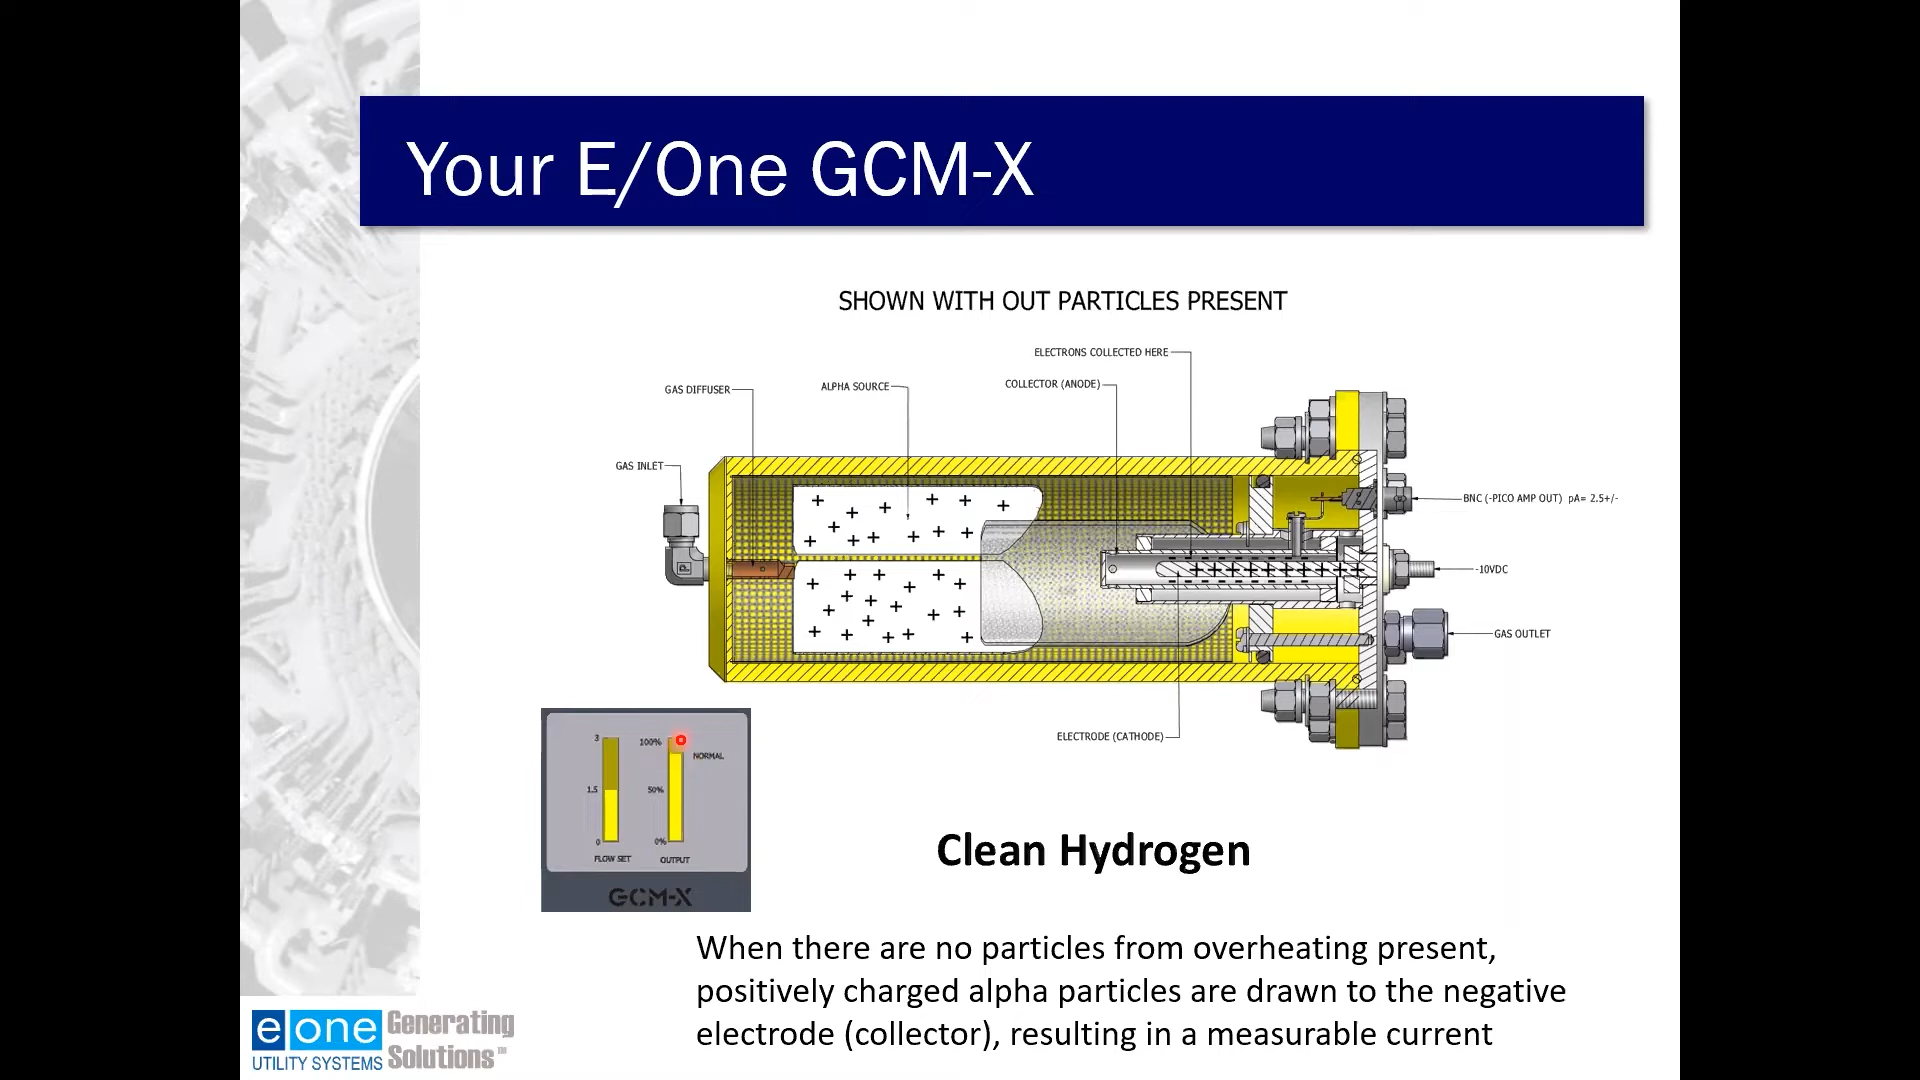 Your E/One GCM-X
SHOWN WITH OUT PARTICLES PRESENT
ELECTRONS COLLECTED HERE
GAS DIFFUSER
ALPHA SOURCE
COLLECTOR (ANODE)
GAS INLET
BNC (-PICO AMP OUT) pA= 2.5+/-
-10VDC
GAS OUTLET
ELECTRODE (CATHODE)
3
100%
NORMAL
1.5
50%
0
0%
FLOW SET
OUTPUT
GCM-X
Clean Hydrogen
When there are no particles from overheating present,
positively charged alpha particles are drawn to the negative
electrode (collector), resulting in a measurable current
eone Generating
UTILITY SYSTEMS Solutions™